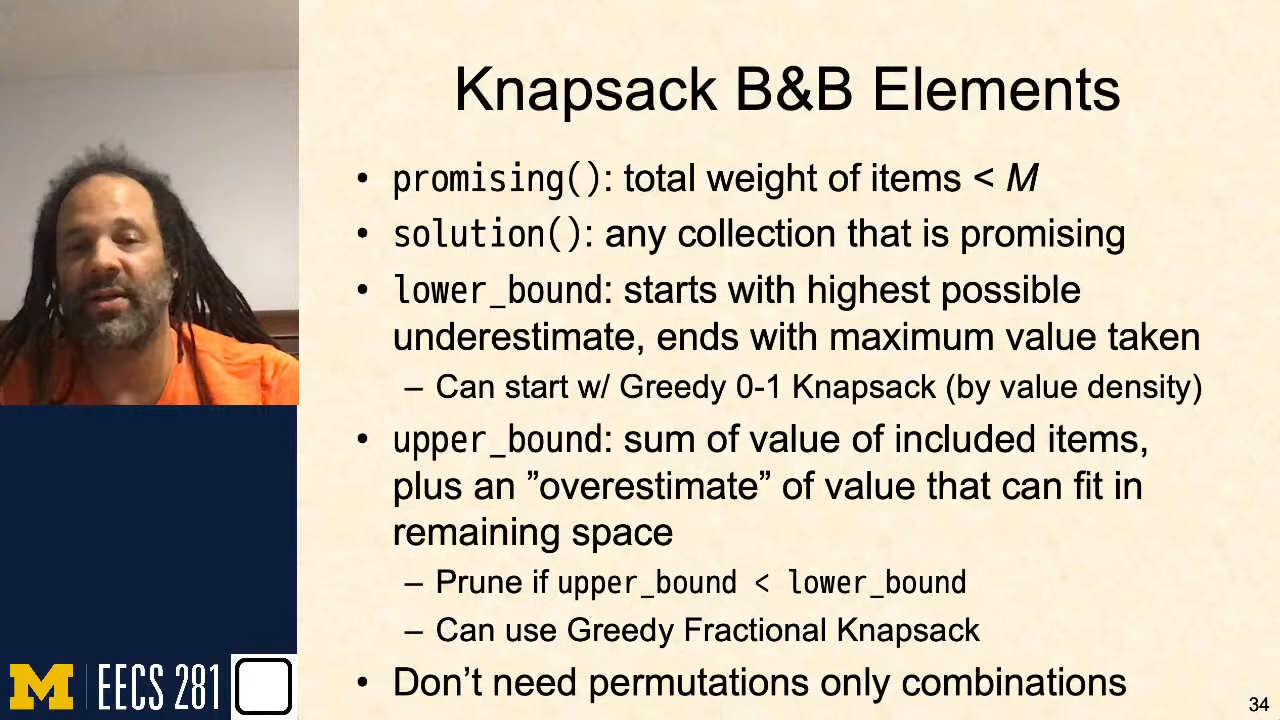 Knapsack B&B Elements
• promising(): total weight of items < M
• solution(): any collection that is promising
• lower_bound: starts with highest possible
underestimate, ends with maximum value taken
– Can start w/ Greedy 0-1 Knapsack (by value density)
• upper_bound: sum of value of included items,
plus an ”overestimate” of value that can fit in
remaining space
– Prune if upper_bound < lower_bound
– Can use Greedy Fractional Knapsack
• Don’t need permutations only combinations
M EECS 281
34